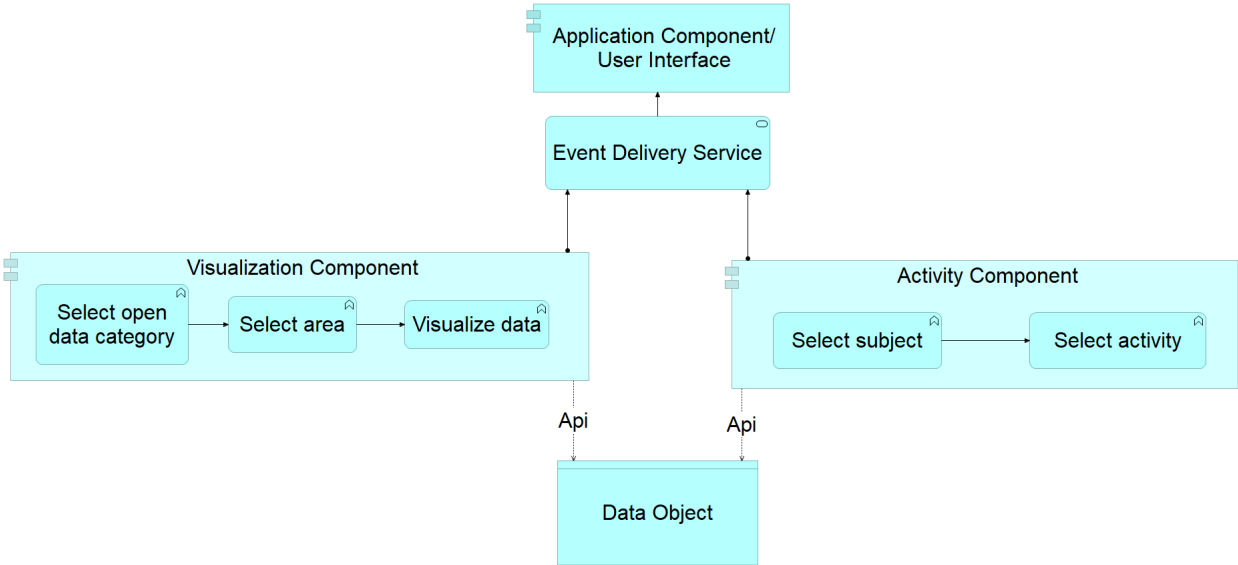 Application Component/
User Interface
Event Delivery Service
Visualization Component
Select open
data category
Select area
Visualize data
Activity Component
Select subject
Select activity
Api
Api
Data Object